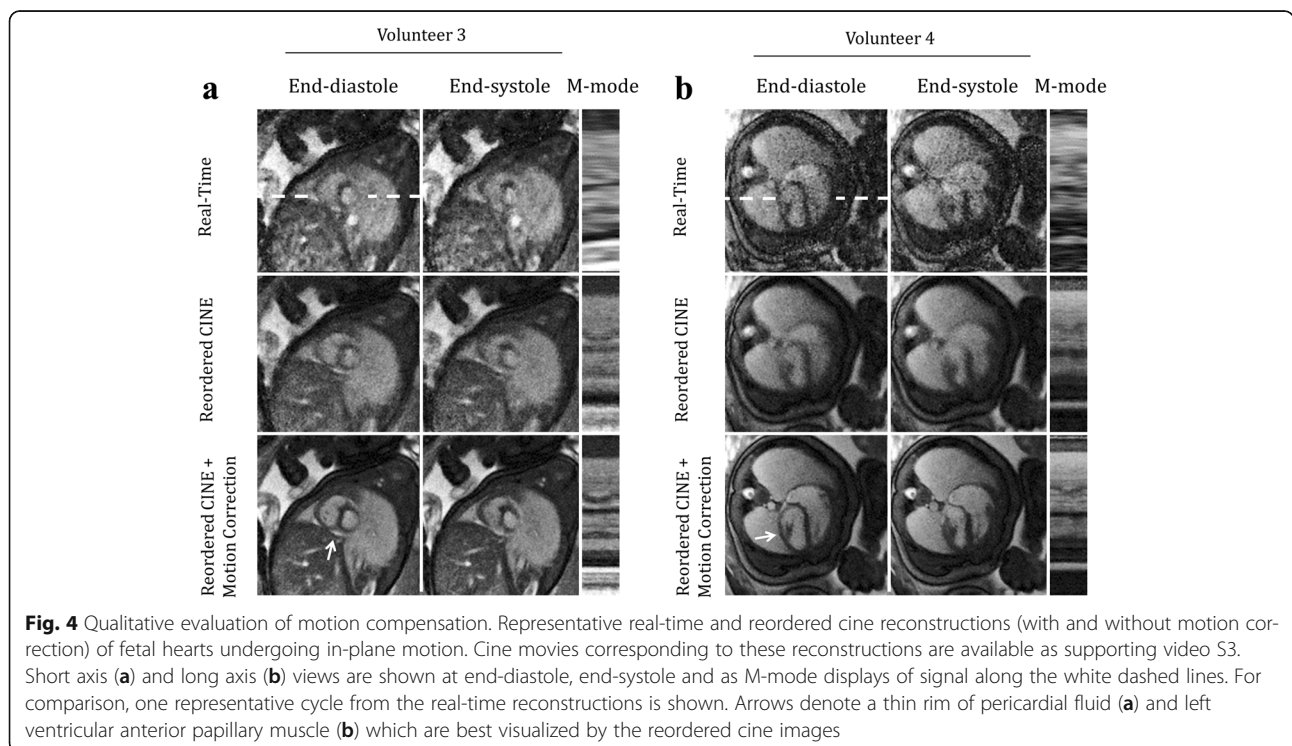 Volunteer 3
Volunteer 4
a
End-diastole
End-systole
M-mode
b
End-diastole
End-systole
M-mode
Real-Time
Real-Time
Reordered CINE
Reordered CINE
Reordered CINE +
Motion Correction
Reordered CINE +
Motion Correction
Fig. 4 Qualitative evaluation of motion compensation. Representative real-time and reordered cine reconstructions (with and without motion cor-
rection) of fetal hearts undergoing in-plane motion. Cine movies corresponding to these reconstructions are available as supporting video S3.
Short axis (a) and long axis (b) views are shown at end-diastole, end-systole and as M-mode displays of signal along the white dashed lines. For
comparison, one representative cycle from the real-time reconstructions is shown. Arrows denote a thin rim of pericardial fluid (a) and left
ventricular anterior papillary muscle (b) which are best visualized by the reordered cine images